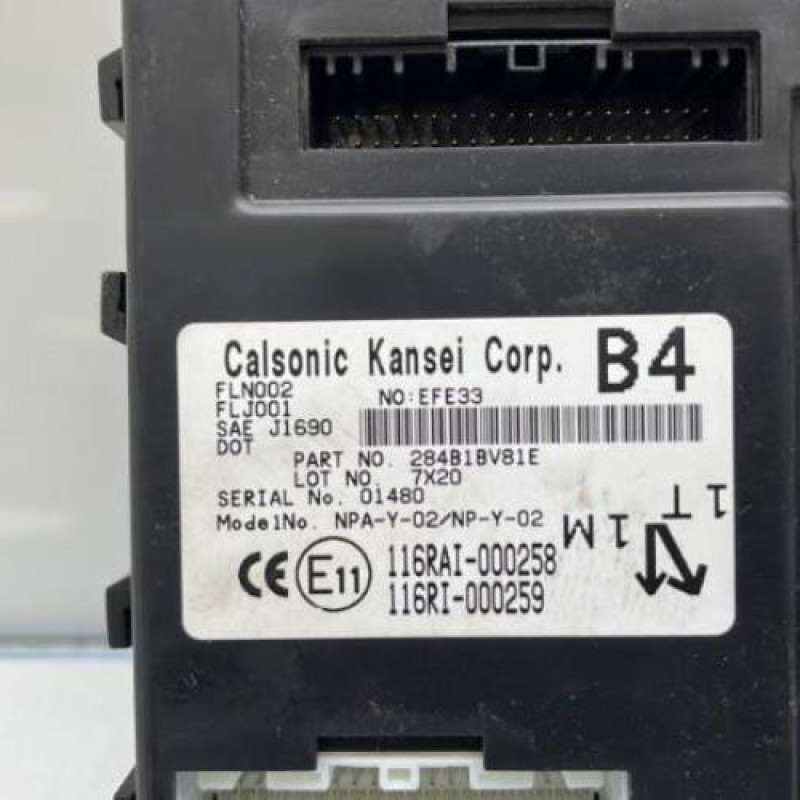 Calsonic Kansei Corp. B4
FLN002 NO:EFE33
FLJ001
SAE J1690
DOT
PART NO. 284B1BV81E
LOT NO. 7X20
SERIAL No. 01480
ModelNo. NPA-Y-02/NP-Y-02
1T
1M
CE E11 116RAI-000258
116RI-000259